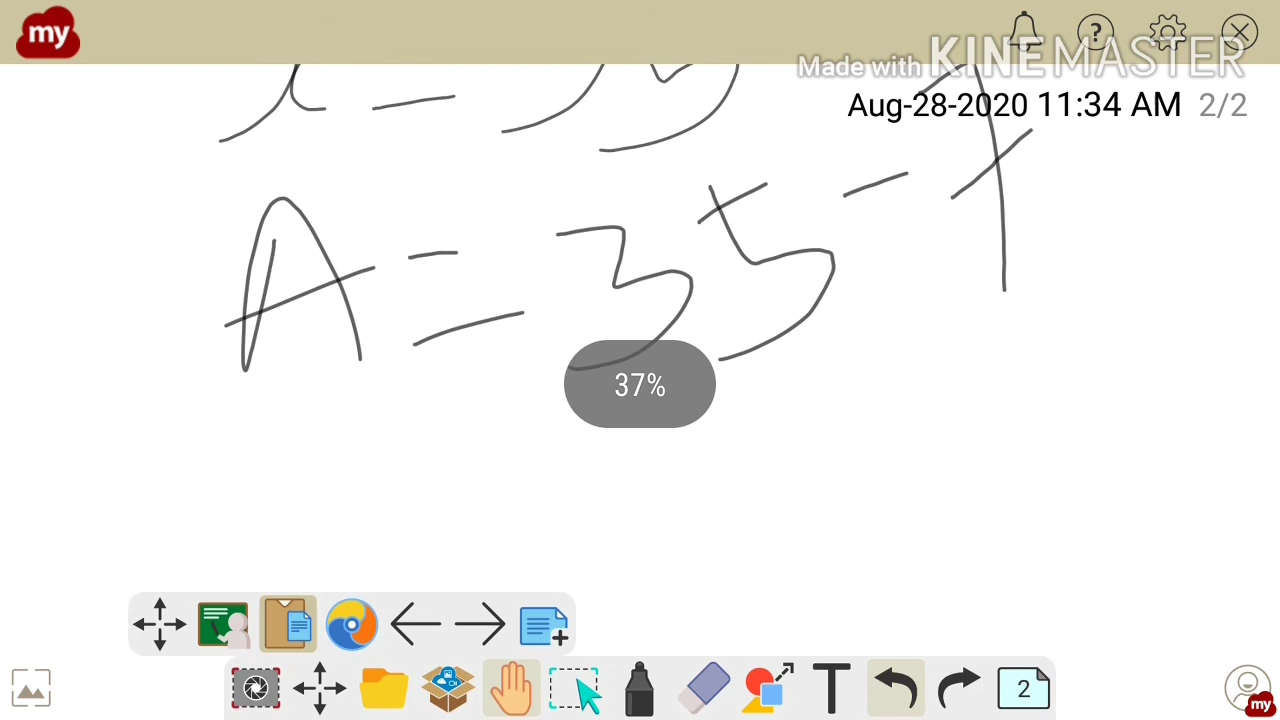 my
Made with KINEMASTER
Aug-28-2020 11:34 AM 2/2
A = 35 - 7
37%
T
2
my